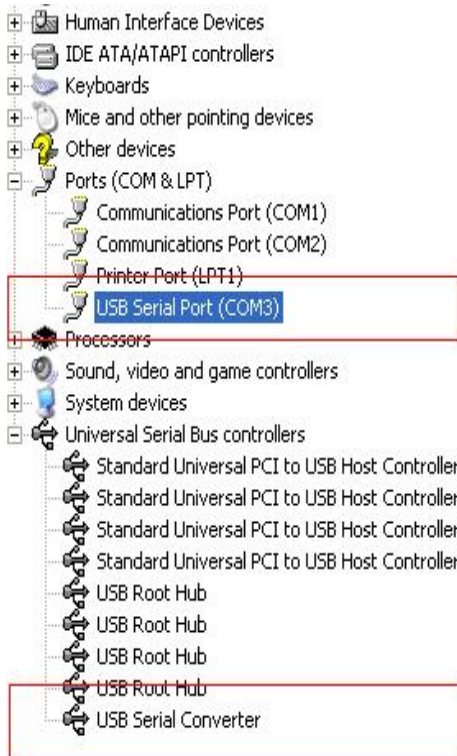 Human Interface Devices
IDE ATA/ATAPI controllers
Keyboards
Mice and other pointing devices
Other devices
Ports (COM & LPT)
Communications Port (COM1)
Communications Port (COM2)
Printer Port (LPT1)
USB Serial Port (COM3)
Processors
Sound, video and game controllers
System devices
Universal Serial Bus controllers
Standard Universal PCI to USB Host Controller
Standard Universal PCI to USB Host Controller
Standard Universal PCI to USB Host Controller
Standard Universal PCI to USB Host Controller
USB Root Hub
USB Root Hub
USB Root Hub
USB Root Hub
USB Serial Converter